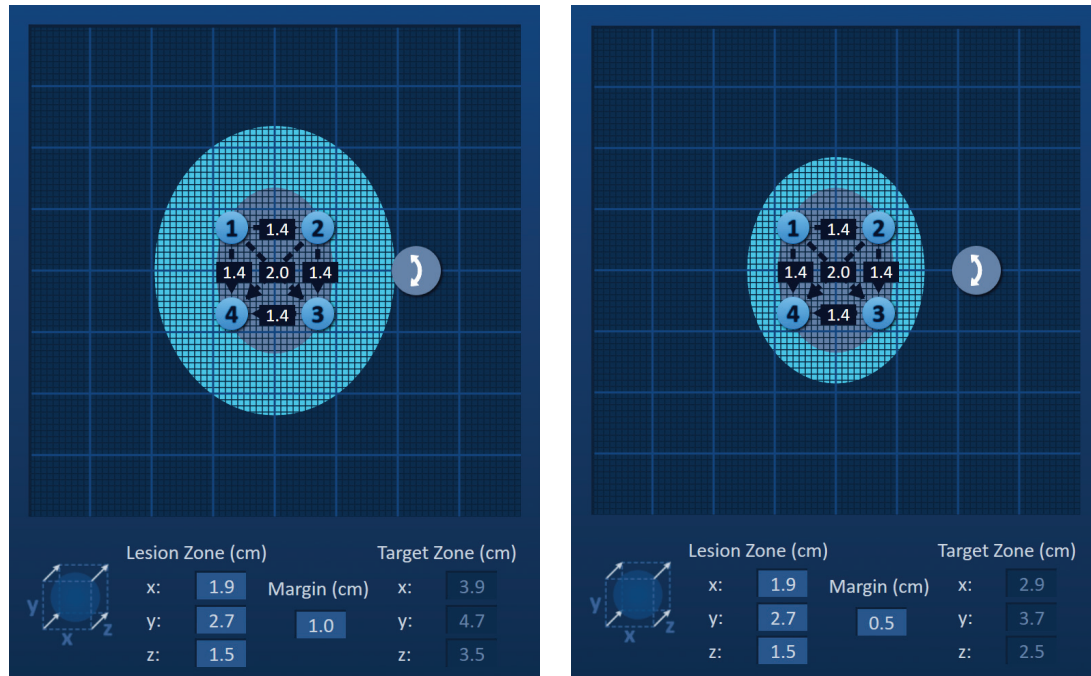 1 1.4 2
1.4 2.0 1.4
4 1.4 3
Lesion Zone (cm) Target Zone (cm)
x: 1.9 Margin (cm) x: 3.9
y: 2.7 1.0 y: 4.7
z: 1.5 z: 3.5
y x z
1 1.4 2
1.4 2.0 1.4
4 1.4 3
Lesion Zone (cm) Target Zone (cm)
x: 1.9 Margin (cm) x: 2.9
y: 2.7 0.5 y: 3.7
z: 1.5 z: 2.5
y x z